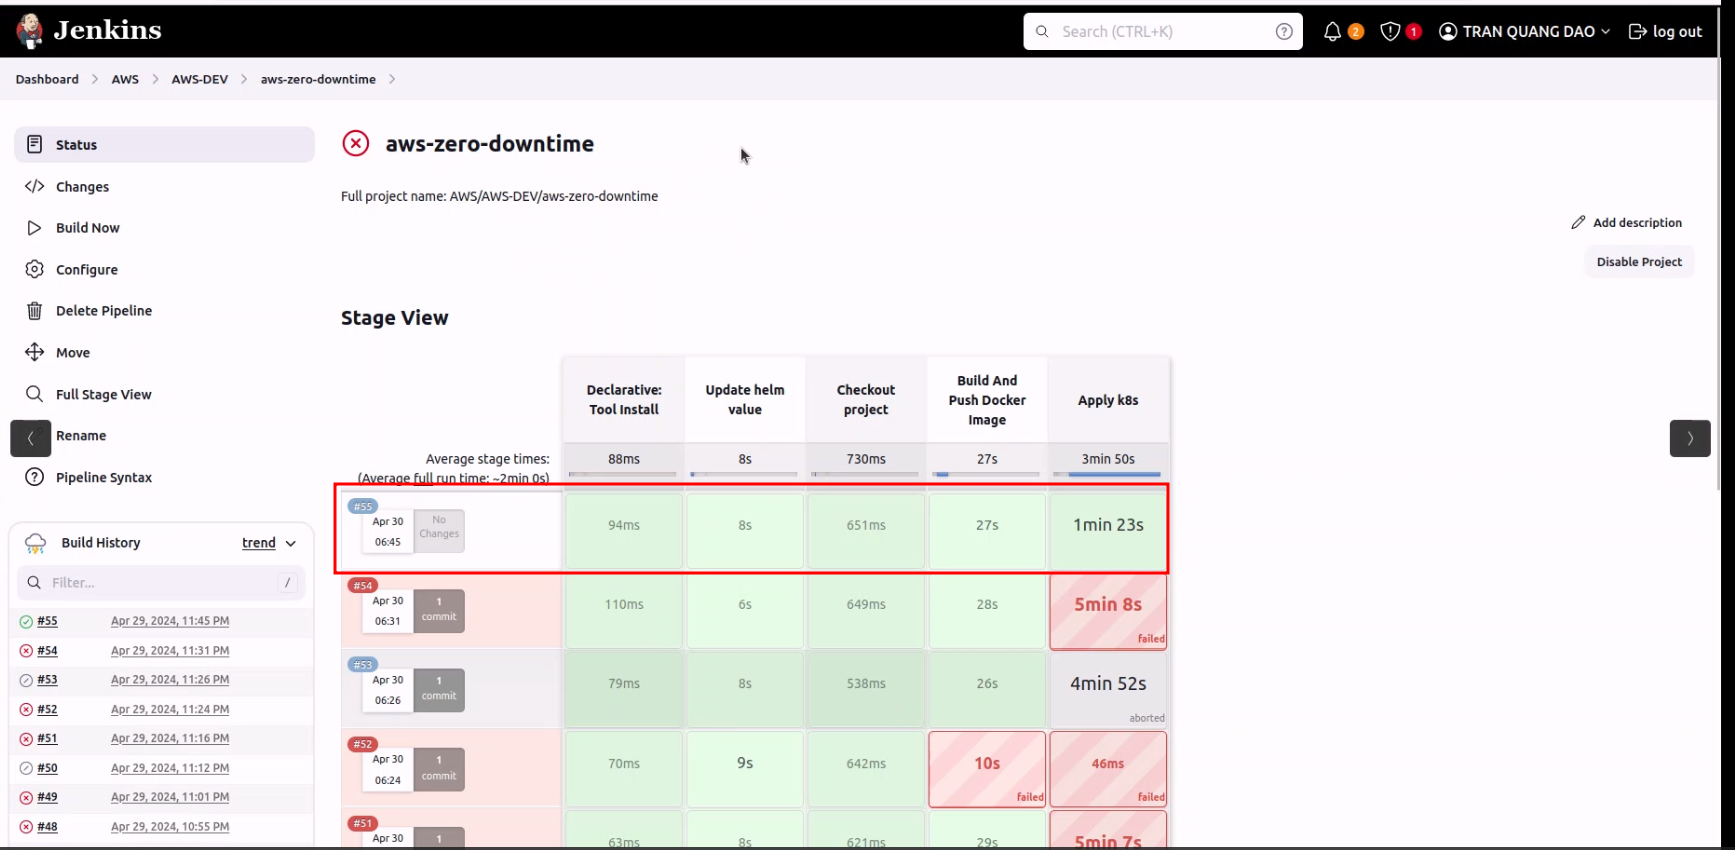 Jenkins
Search (CTRL+K)
2
1
TRAN QUANG DAO
log out
Dashboard
AWS
AWS-DEV
aws-zero-downtime
Status
Changes
Build Now
Configure
Delete Pipeline
Move
Full Stage View
Rename
Pipeline Syntax
Build History
trend
Filter...
/
#55 Apr 29, 2024, 11:45 PM
#54 Apr 29, 2024, 11:31 PM
#53 Apr 29, 2024, 11:26 PM
#52 Apr 29, 2024, 11:24 PM
#51 Apr 29, 2024, 11:16 PM
#50 Apr 29, 2024, 11:12 PM
#49 Apr 29, 2024, 11:01 PM
#48 Apr 29, 2024, 10:55 PM
aws-zero-downtime
Full project name: AWS/AWS-DEV/aws-zero-downtime
Add description
Disable Project
Stage View
Declarative:
Tool Install
Update helm
value
Checkout
project
Build And
Push Docker
Image
Apply k8s
Average stage times:
(Average full run time: ~2min 0s)
88ms
8s
730ms
27s
3min 50s
#55
Apr 30
06:45
No
Changes
94ms
8s
651ms
27s
1min 23s
#54
Apr 30
06:31
1
commit
110ms
6s
649ms
28s
5min 8s
failed
#53
Apr 30
06:26
1
commit
79ms
8s
538ms
26s
4min 52s
aborted
#52
Apr 30
06:24
1
commit
70ms
9s
642ms
10s
failed
46ms
failed
#51
Apr 30
1
63ms
8s
621ms
29s
5min 7s